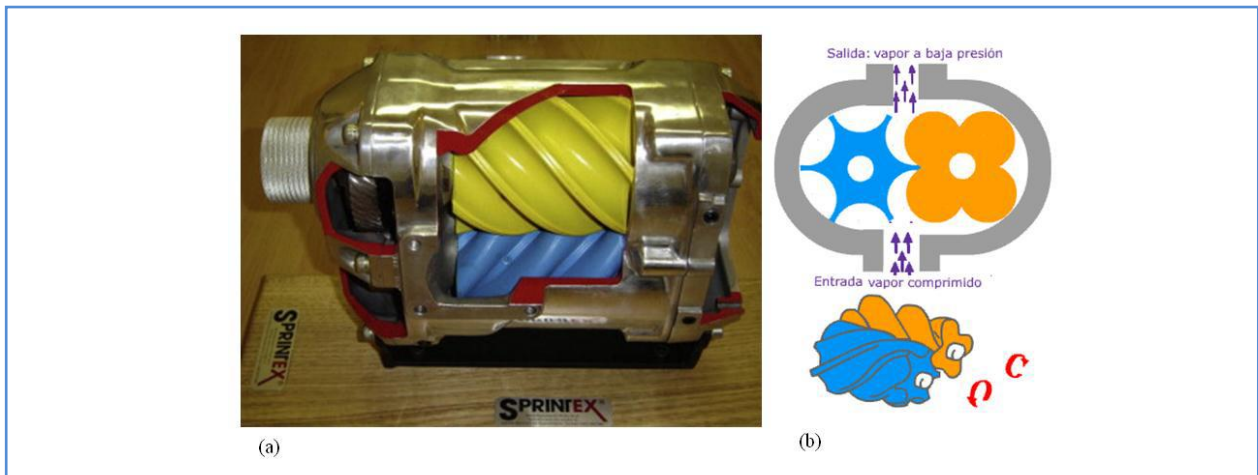 Salida: vapor a baja presión
Entrada vapor comprimido
SPRINTEX
SPRINTEX
(a)
(b)